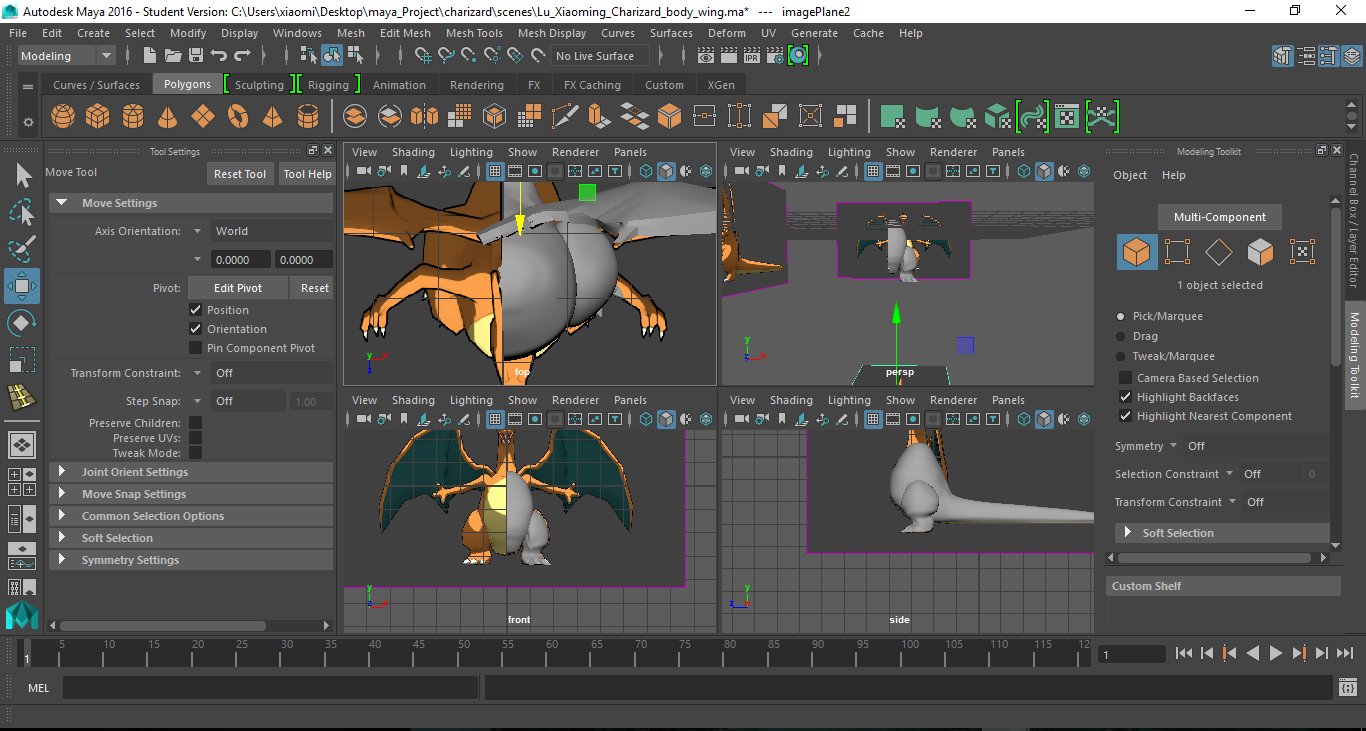 Autodesk Maya 2016 - Student Version: C:\Users\xiaomi\Desktop\maya_Project\charizard\scenes\Lu_Xiaoming_Charizard_body_wing.ma* --- imagePlane2
File Edit Create Select Modify Display Windows Mesh Edit Mesh Mesh Tools Mesh Display Curves Surfaces Deform UV Generate Cache Help
Modeling No Live Surface IPR
Curves / Surfaces Polygons Sculpting Rigging Animation Rendering FX FX Caching Custom XGen
Tool Settings
Move Tool Reset Tool Tool Help
Move Settings
Axis Orientation: World
0.0000 0.0000
Pivot: Edit Pivot Reset
Position
Orientation
Pin Component Pivot
Transform Constraint: Off
Step Snap: Off 1.00
Preserve Children:
Preserve UVs:
Tweak Mode:
Joint Orient Settings
Move Snap Settings
Common Selection Options
Soft Selection
Symmetry Settings
View Shading Lighting Show Renderer Panels
y
x
z
top
View Shading Lighting Show Renderer Panels
y
x
z
persp
View Shading Lighting Show Renderer Panels
y
z x
front
View Shading Lighting Show Renderer Panels
y
z x
side
Modeling Toolkit
Object Help
Multi-Component
1 object selected
Pick/Marquee
Drag
Tweak/Marquee
Camera Based Selection
Highlight Backfaces
Highlight Nearest Component
Symmetry Off
Selection Constraint Off 0
Transform Constraint Off
Soft Selection
Custom Shelf
Channel Box / Layer Editor
Modeling Toolkit
1 5 10 15 20 25 30 35 40 45 50 55 60 65 70 75 80 85 90 95 100 105 110 115 12
1
MEL